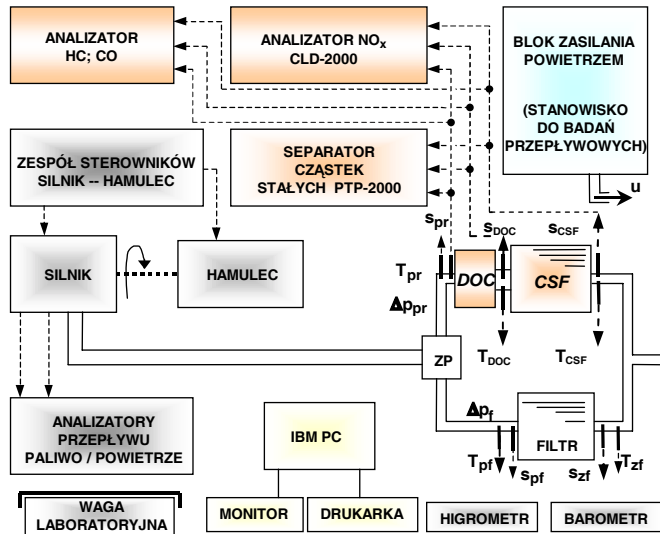 ANALIZATOR
HC; CO
ANALIZATOR NOx
CLD-2000
BLOK ZASILANIA
POWIETRZEM
(STANOWISKO
DO BADAŃ
PRZEPŁYWOWYCH)
u
ZESPÓŁ STEROWNIKÓW
SILNIK -- HAMULEC
SEPARATOR
CZĄSTEK
STAŁYCH PTP-2000
spr
sDOC
sCSF
SILNIK
HAMULEC
Tpr
DOC
CSF
Δppr
TDOC
TCSF
ZP
ANALIZATORY
PRZEPŁYWU
PALIWO / POWIETRZE
IBM PC
Δpf
FILTR
Tpf
spf
szf
Tzf
WAGA
LABORATORYJNA
MONITOR
DRUKARKA
HIGROMETR
BAROMETR